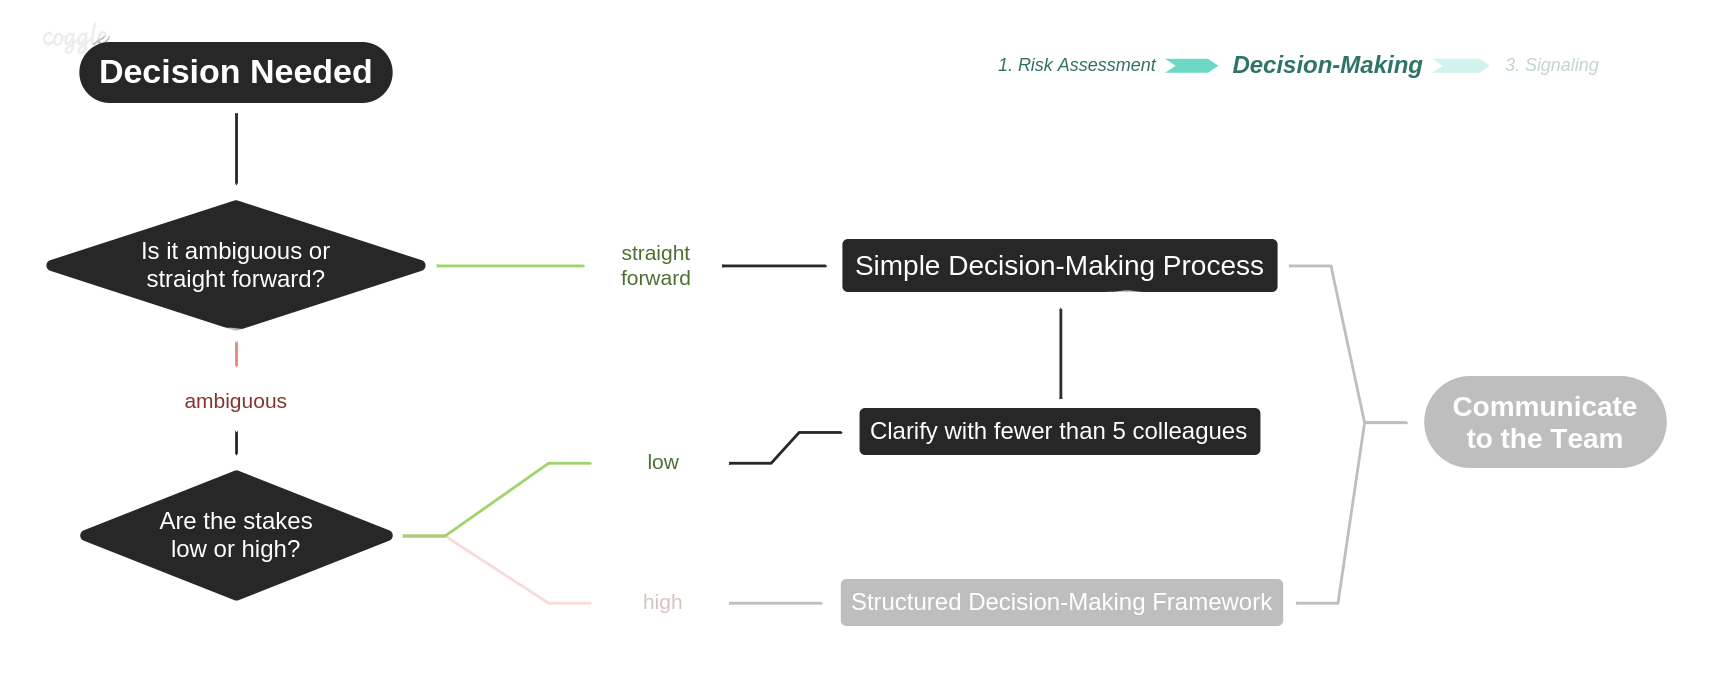 coggle
Decision Needed
1. Risk Assessment
Decision-Making
3. Signaling
Is it ambiguous or
straight forward?
straight
forward
Simple Decision-Making Process
ambiguous
Clarify with fewer than 5 colleagues
Communicate
to the Team
low
Are the stakes
low or high?
high
Structured Decision-Making Framework